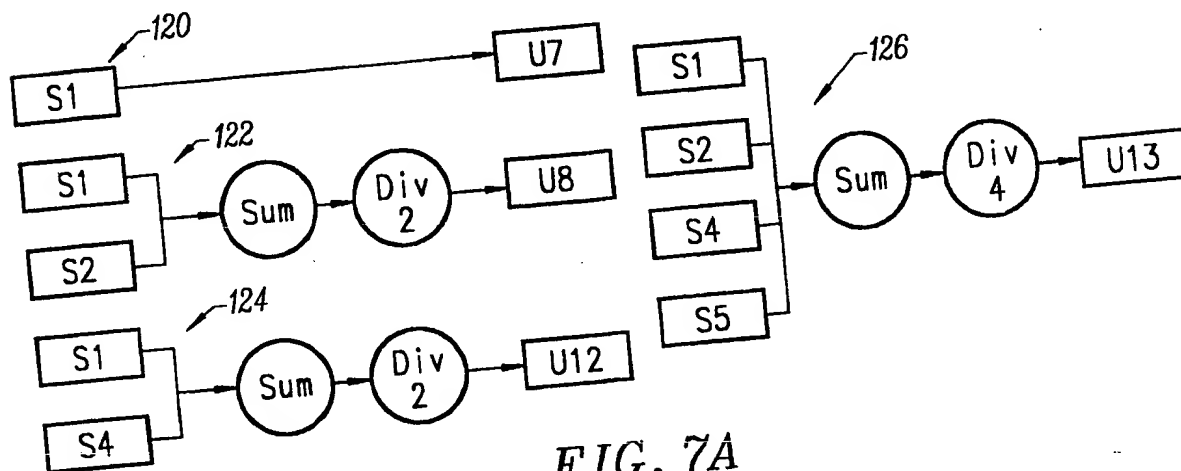 120
S1
U7
122
S1
S2
Sum
Div 2
U8
124
S1
S4
Sum
Div 2
U12
126
S1
S2
S4
S5
Sum
Div 4
U13
FIG. 7A